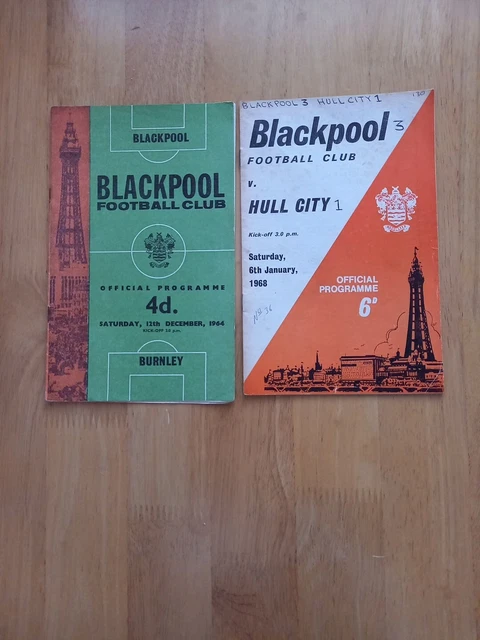 BLACKPOOL
BLACKPOOL
FOOTBALL CLUB
OFFICIAL PROGRAMME
4d.
SATURDAY, 12th DECEMBER, 1964
BURNLEY
BLACKPOOL 3 HULL CITY 1
Blackpool 3
FOOTBALL CLUB
v.
HULL CITY 1
Kick-off 3.0 p.m.
Saturday,
6th January,
1968
OFFICIAL
PROGRAMME
6D